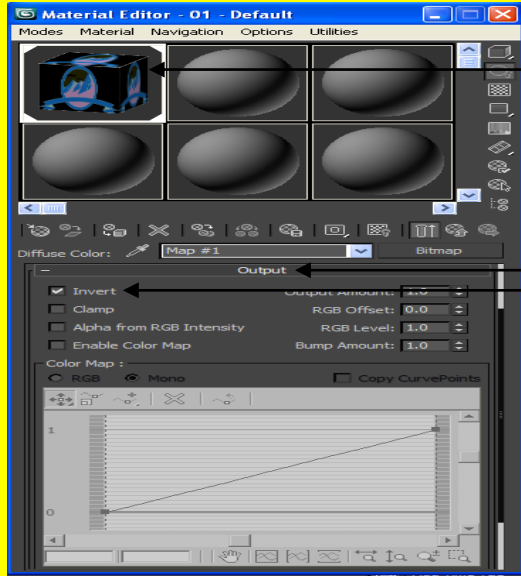 Material Editor - 01 - Default
Modes Material Navigation Options Utilities
Diffuse Color: Map #1 Bitmap
Output
Invert Output Amount: 1.0
Clamp RGB Offset: 0.0
Alpha from RGB Intensity RGB Level: 1.0
Enable Color Map Bump Amount: 1.0
Color Map :
RGB Mono Copy CurvePoints
1
0